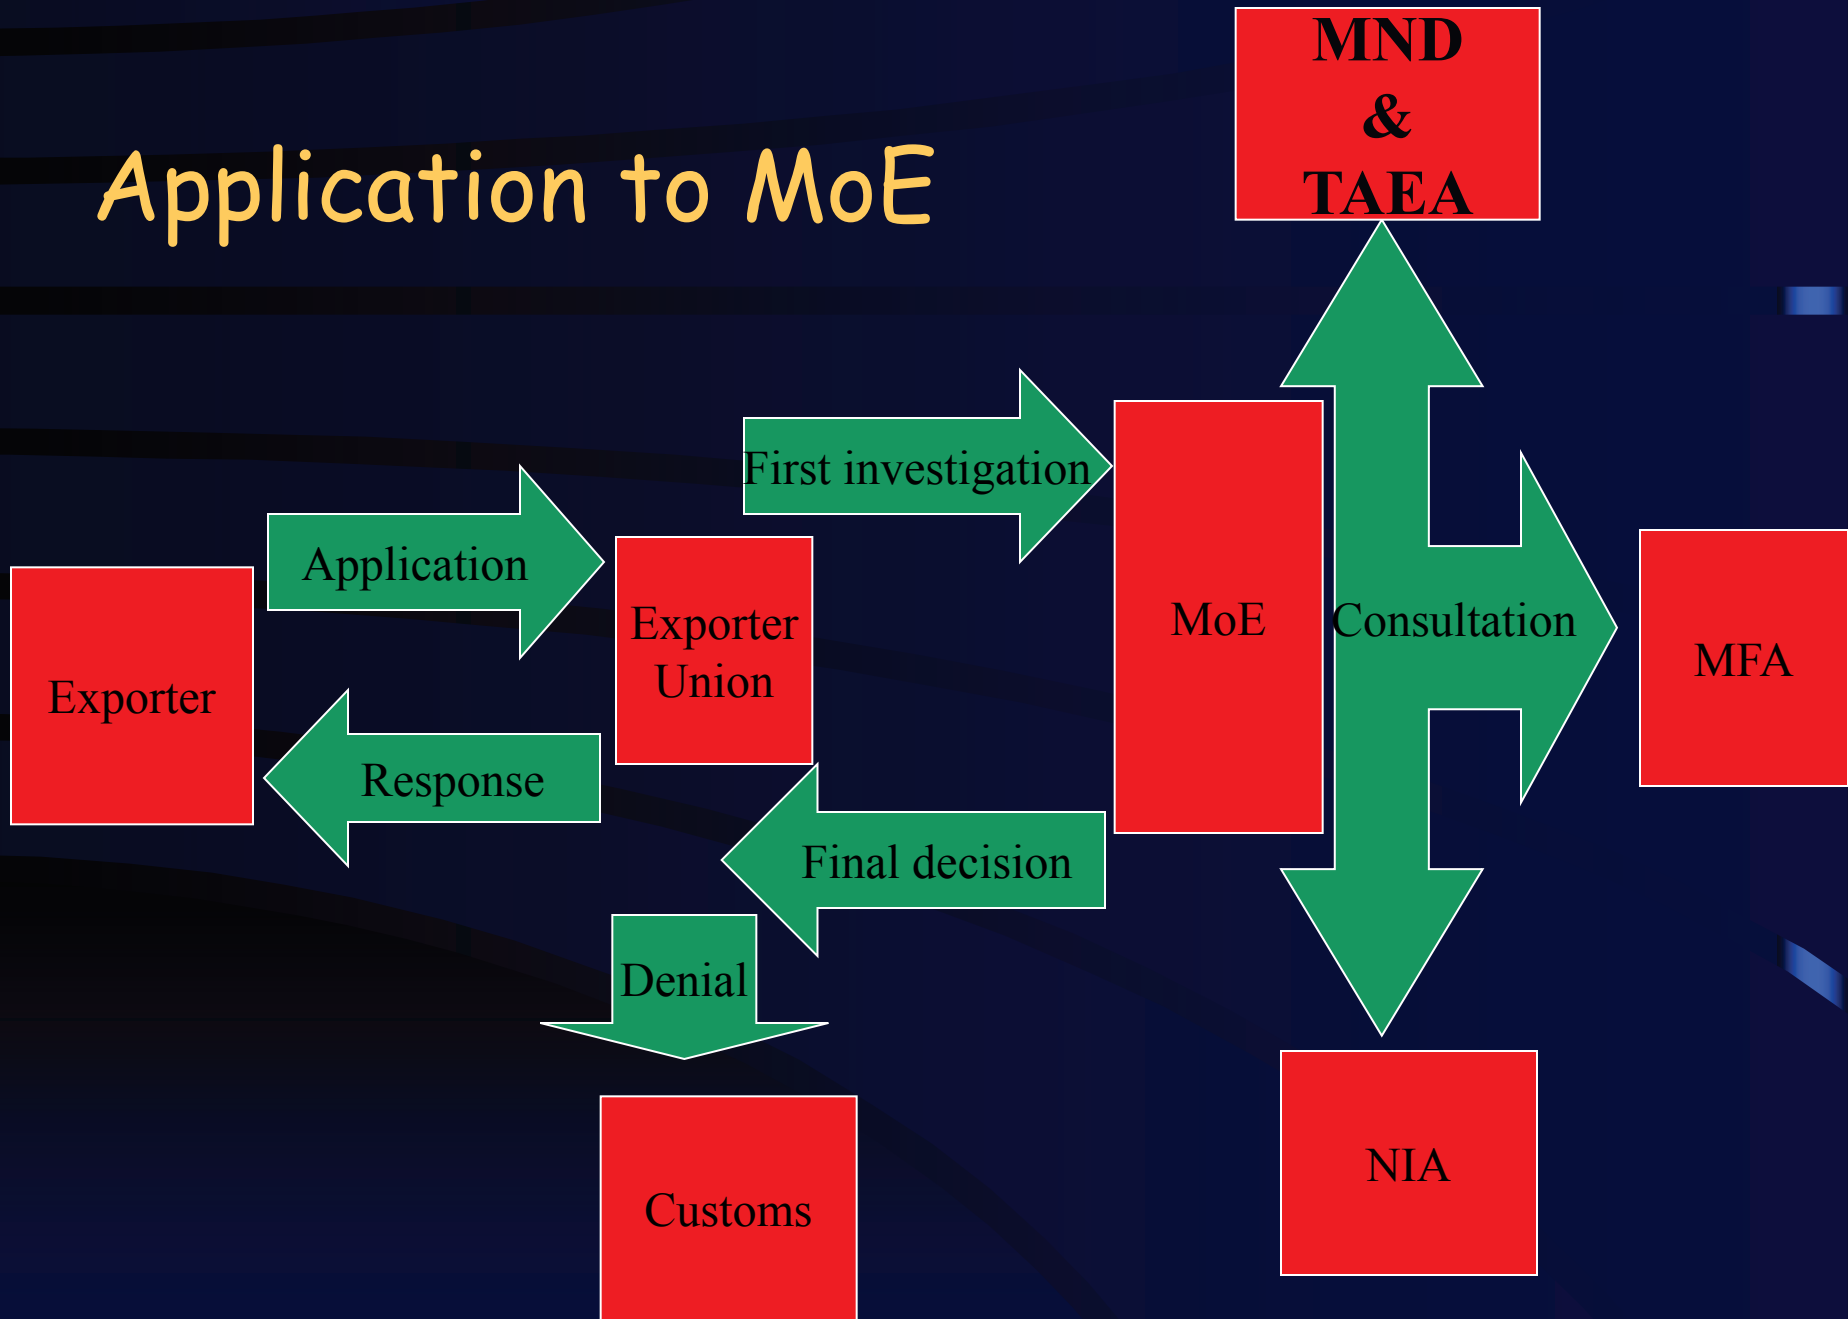 Application to MoE
MND
&
TAEA
First investigation
Application
Exporter
Union
MoE
Consultation
MFA
Exporter
Response
Final decision
Denial
Customs
NIA